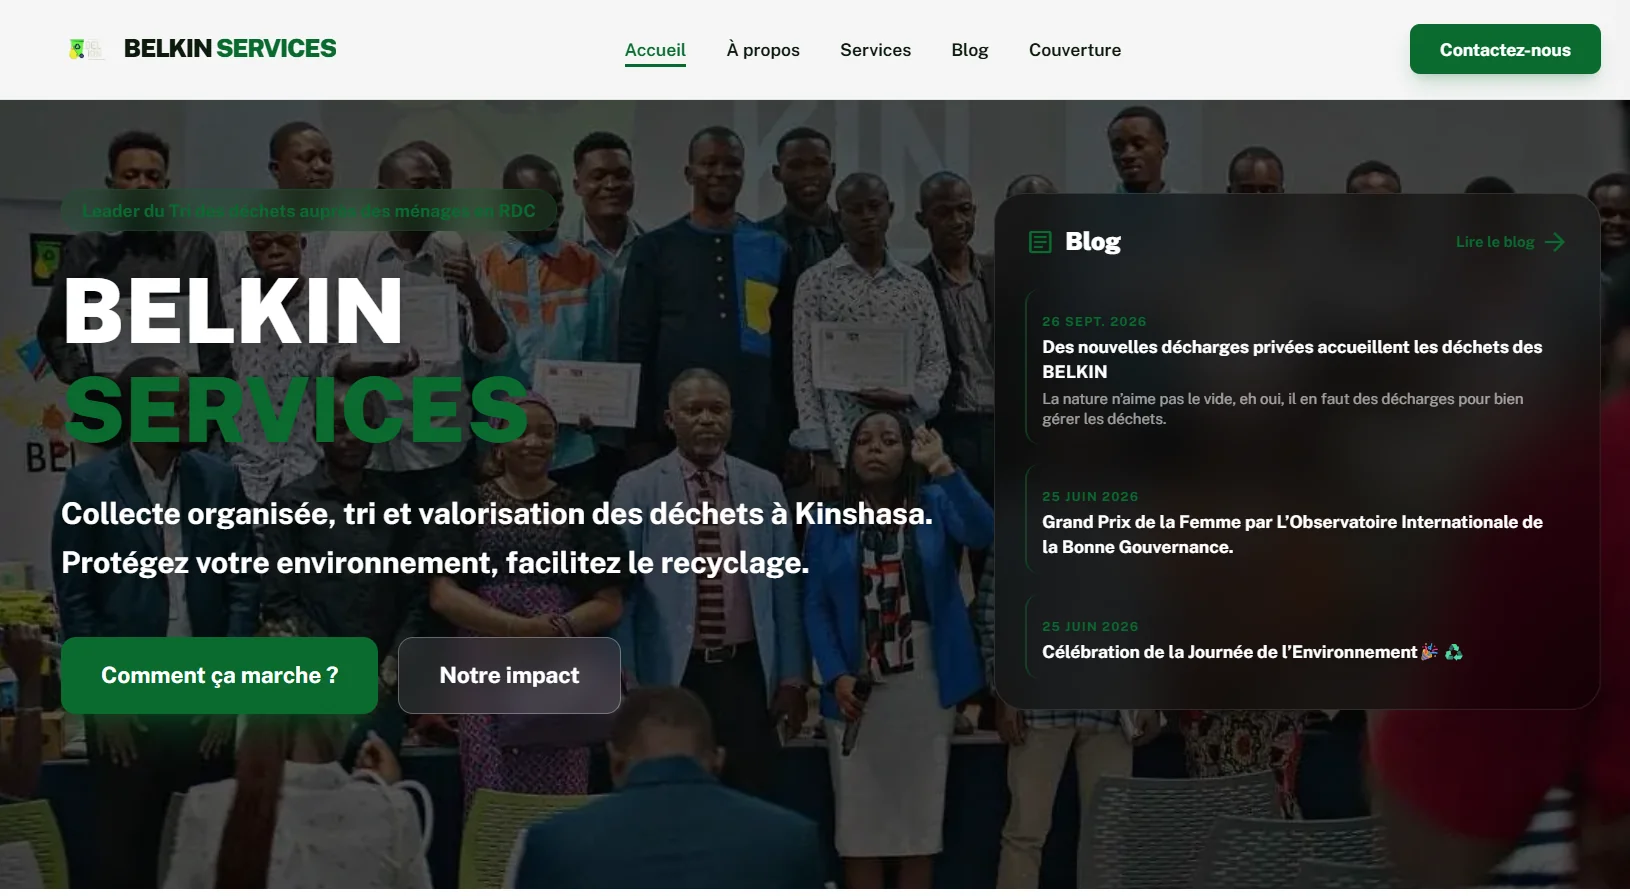 BELKIN SERVICES
Accueil
À propos
Services
Blog
Couverture
Contactez-nous
Leader du Tri des déchets auprès des ménages en RDC
BELKIN
SERVICES
Collecte organisée, tri et valorisation des déchets à Kinshasa.
Protégez votre environnement, facilitez le recyclage.
Comment ça marche ?
Notre impact
Blog
Lire le blog
26 SEPT. 2026
Des nouvelles décharges privées accueillent les déchets des
BELKIN
La nature n’aime pas le vide, eh oui, il en faut des décharges pour bien
gérer les déchets.
25 JUIN 2026
Grand Prix de la Femme par L’Observatoire Internationale de
la Bonne Gouvernance.
25 JUIN 2026
Célébration de la Journée de l’Environnement 🎉 ♻️